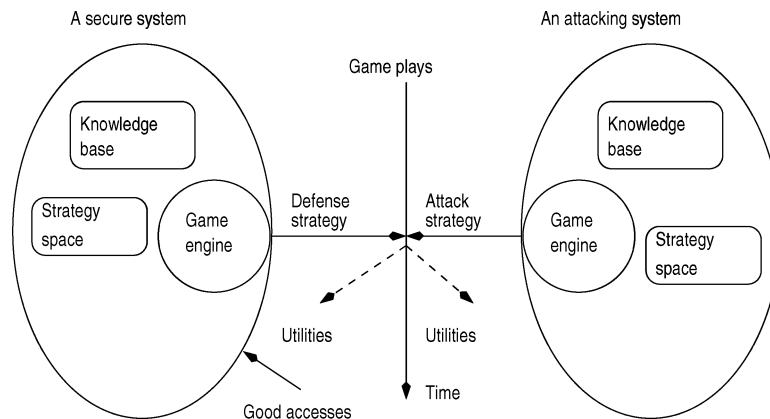 A secure system
An attacking system
Game plays
Knowledge
base
Knowledge
base
Strategy
space
Game
engine
Defense
strategy
Attack
strategy
Game
engine
Strategy
space
Utilities
Utilities
Time
Good accesses